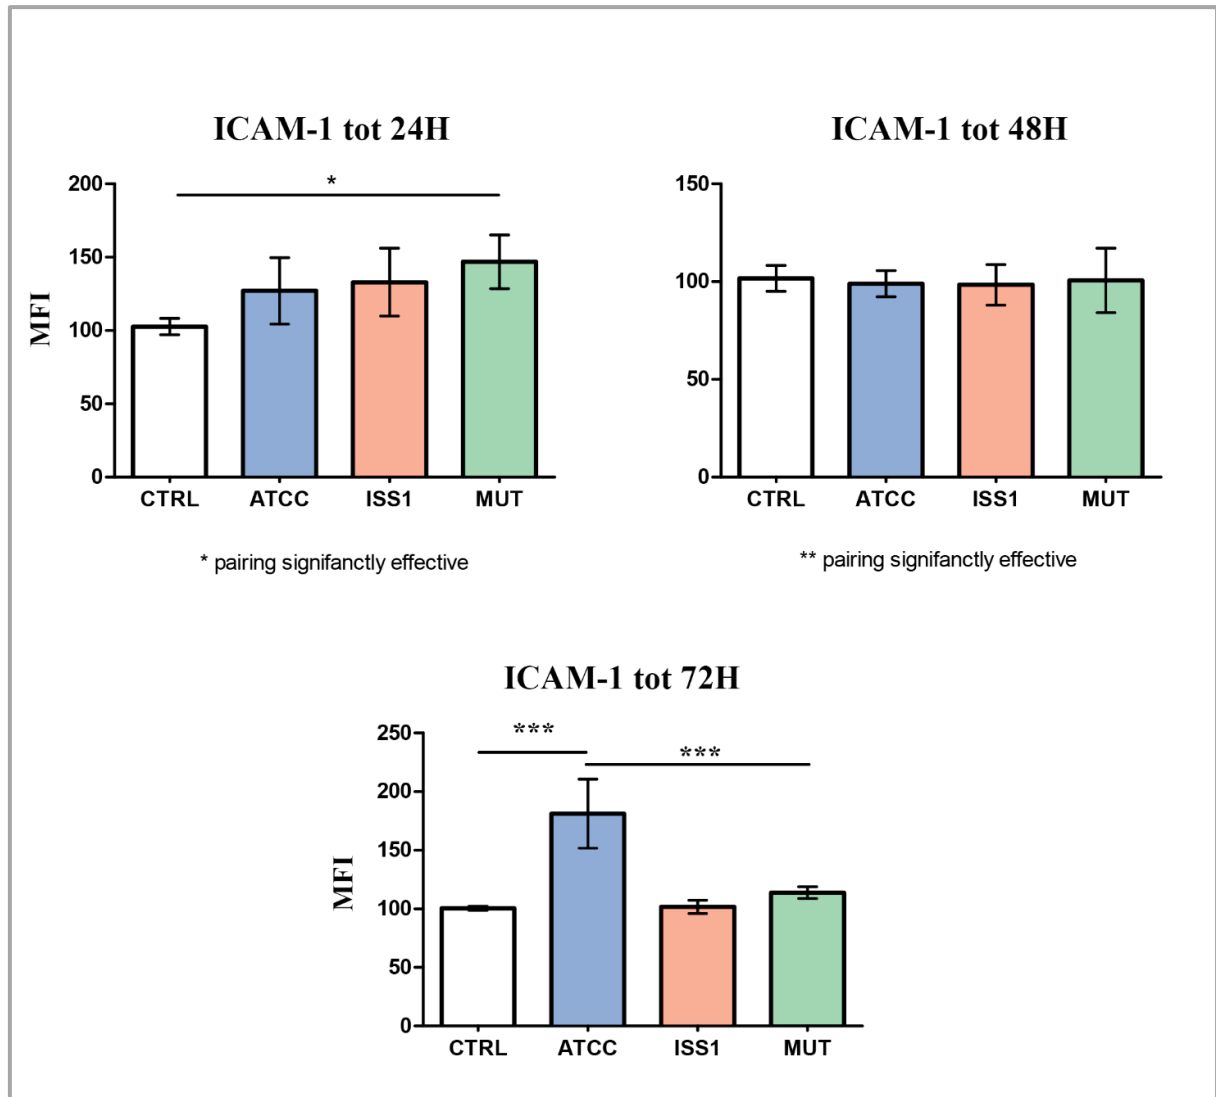 ICAM-1 tot 24H
MFI
200
150
100
50
0
*
CTRL ATCC ISS1 MUT
* pairing signifanctly effective
ICAM-1 tot 48H
150
100
50
0
CTRL ATCC ISS1 MUT
** pairing signifanctly effective
ICAM-1 tot 72H
MFI
250
200
150
100
50
0
***
***
CTRL ATCC ISS1 MUT